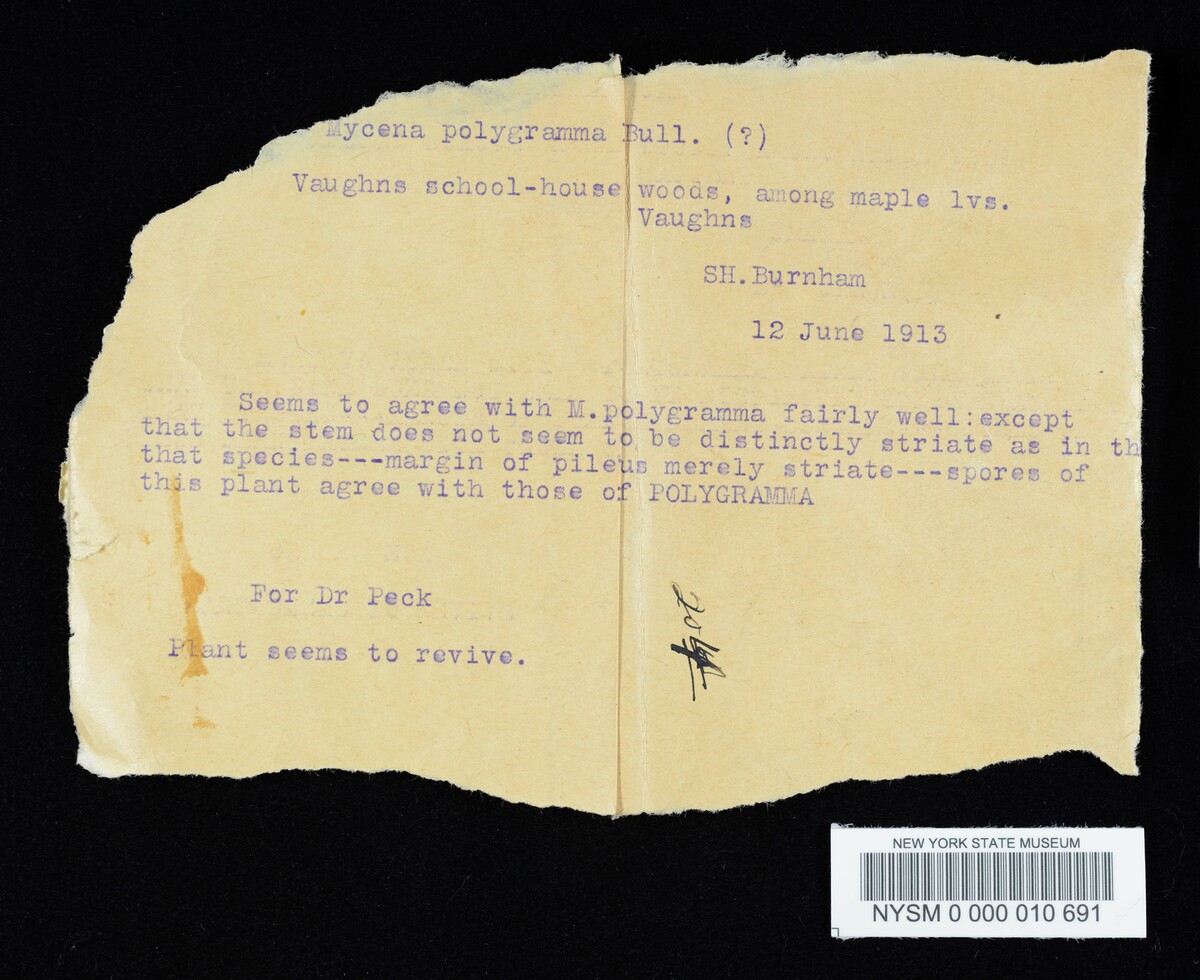 Mycena polygramma Bull. (?)
Vaughns school-house woods, among maple lvs.
Vaughns
SH.Burnham
12 June 1913
Seems to agree with M.polygramma fairly well:except
that the stem does not seem to be distinctly striate as in th
that species---margin of pileus merely striate---spores of
this plant agree with those of POLYGRAMMA
For Dr Peck
Plant seems to revive.
NEW YORK STATE MUSEUM
NYSM 0 000 010 691